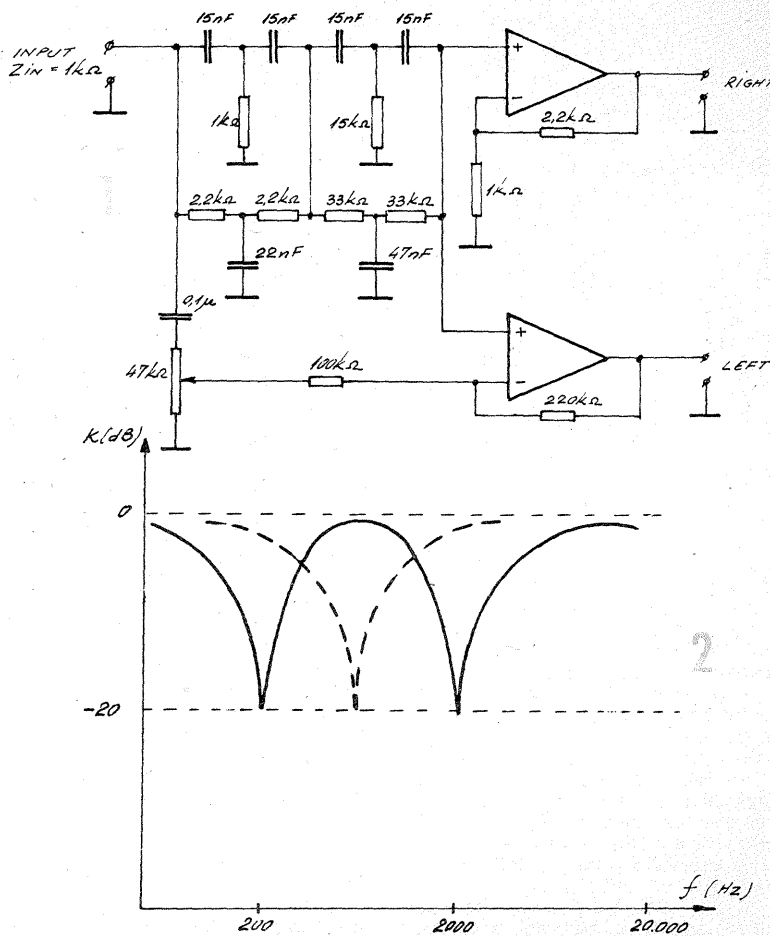 15nF 15nF 15nF 15nF
INPUT
Zin = 1kΩ
RIGHT
1kΩ 15kΩ 2,2kΩ
1kΩ
2,2kΩ 2,2kΩ 33kΩ 33kΩ
22nF 47nF
0,1μ
47kΩ 100kΩ LEFT
220kΩ
K(dB)
0
2
-20
f (Hz)
200 2000 20.000